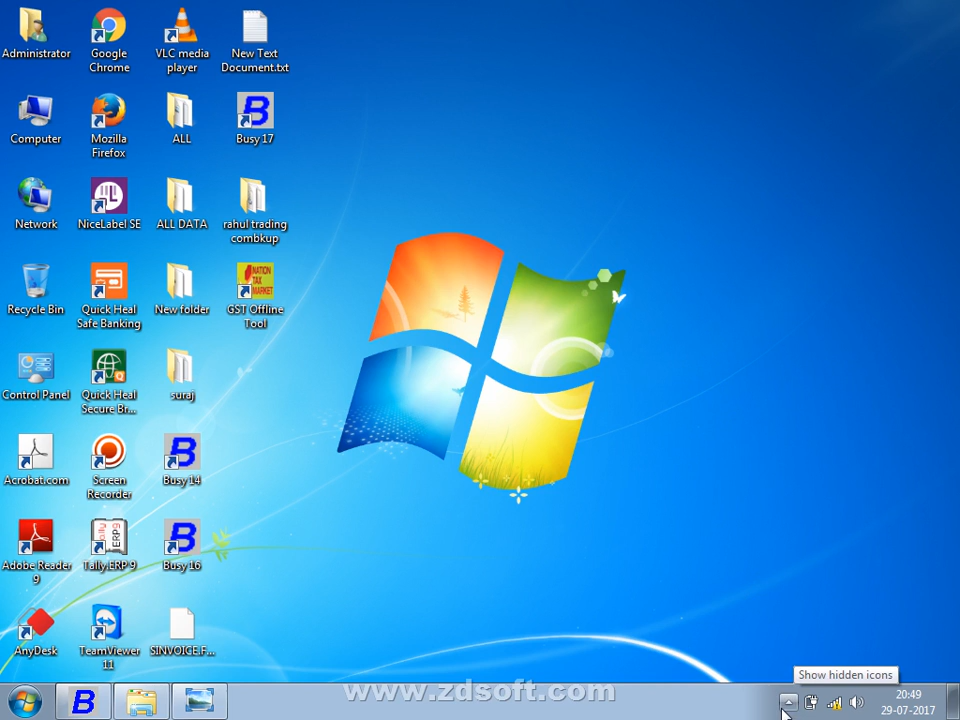 Administrator
Google
Chrome
VLC media
player
New Text
Document.txt
Computer
Mozilla
Firefox
ALL
B
Busy 17
Network
NiceLabel SE
ALL DATA
rahul trading
combkup
Recycle Bin
Quick Heal
Safe Banking
New folder
NATION
TAX
MARKET
GST Offline
Tool
Control Panel
Quick Heal
Secure Br...
suraj
Acrobat.com
Screen
Recorder
B
Busy 14
Adobe Reader
9
Tally.ERP 9
B
Busy 16
AnyDesk
TeamViewer
11
SINVOICE.F...
Show hidden icons
B
www.zdsoft.com
20:49
29-07-2017